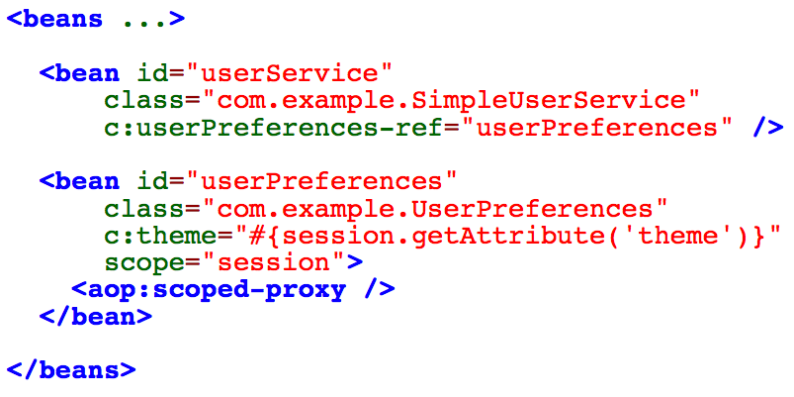 <beans ...>
<bean id="userService"
class="com.example.SimpleUserService"
c:userPreferences-ref="userPreferences" />
<bean id="userPreferences"
class="com.example.UserPreferences"
c:theme="#{session.getAttribute('theme')}"
scope="session">
<aop:scoped-proxy />
</bean>
</beans>